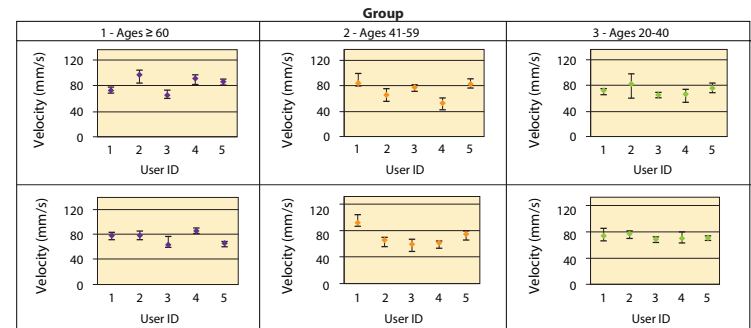 Group
1 - Ages ≥ 60
2 - Ages 41-59
3 - Ages 20-40
Velocity (mm/s)
120
80
40
0
1 2 3 4 5
User ID
Velocity (mm/s)
120
80
40
0
1 2 3 4 5
User ID
Velocity (mm/s)
120
80
40
0
1 2 3 4 5
User ID
Velocity (mm/s)
120
80
40
0
1 2 3 4 5
User ID
Velocity (mm/s)
120
80
40
0
1 2 3 4 5
User ID
Velocity (mm/s)
120
80
40
0
1 2 3 4 5
User ID